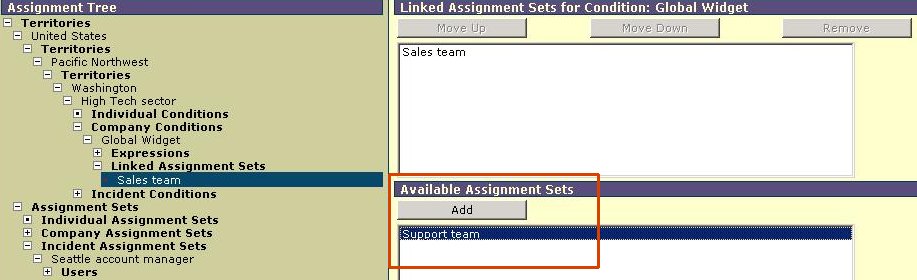 Assignment Tree
Territories
United States
Territories
Pacific Northwest
Territories
Washington
High Tech sector
Individual Conditions
Company Conditions
Global Widget
Expressions
Linked Assignment Sets
Sales team
Incident Conditions
Assignment Sets
Individual Assignment Sets
Company Assignment Sets
Incident Assignment Sets
Seattle account manager
Users
Linked Assignment Sets for Condition: Global Widget
Move Up Move Down Remove
Sales team
Available Assignment Sets
Add
Support team